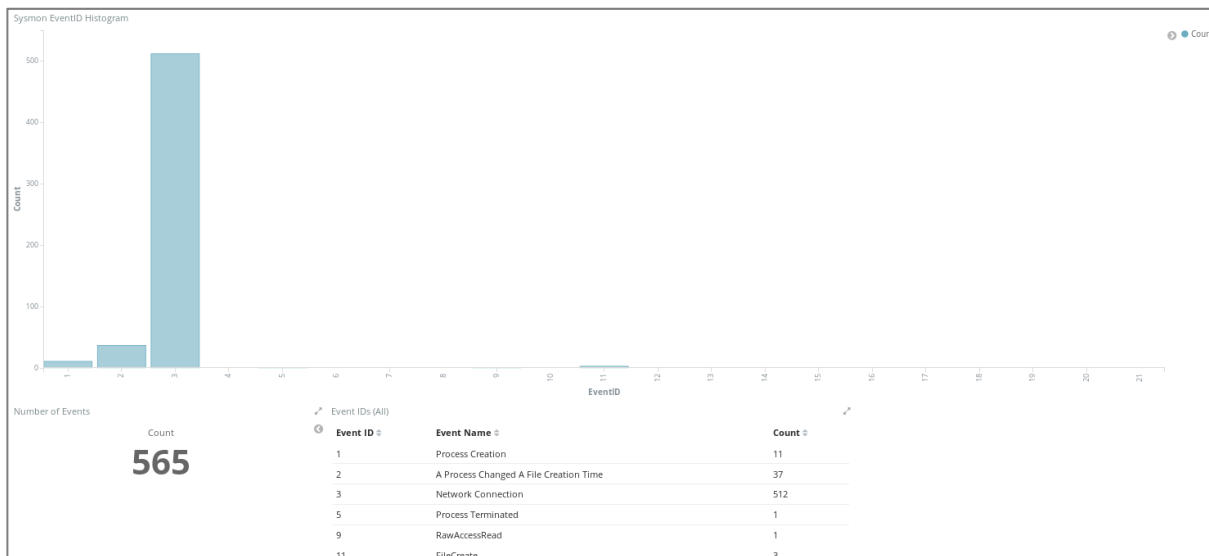 Sysmon EventID Histogram
Cour
500
400
300
200
100
0
Count
1 2 3 4 5 6 7 8 9 10 11 12 13 14 15 16 17 18 19 20 21
EventID
Number of Events
Count
565
Event IDs (All)
Event ID Event Name Count
1 Process Creation 11
2 A Process Changed A File Creation Time 37
3 Network Connection 512
5 Process Terminated 1
9 RawAccessRead 1
11 FileCreate 3